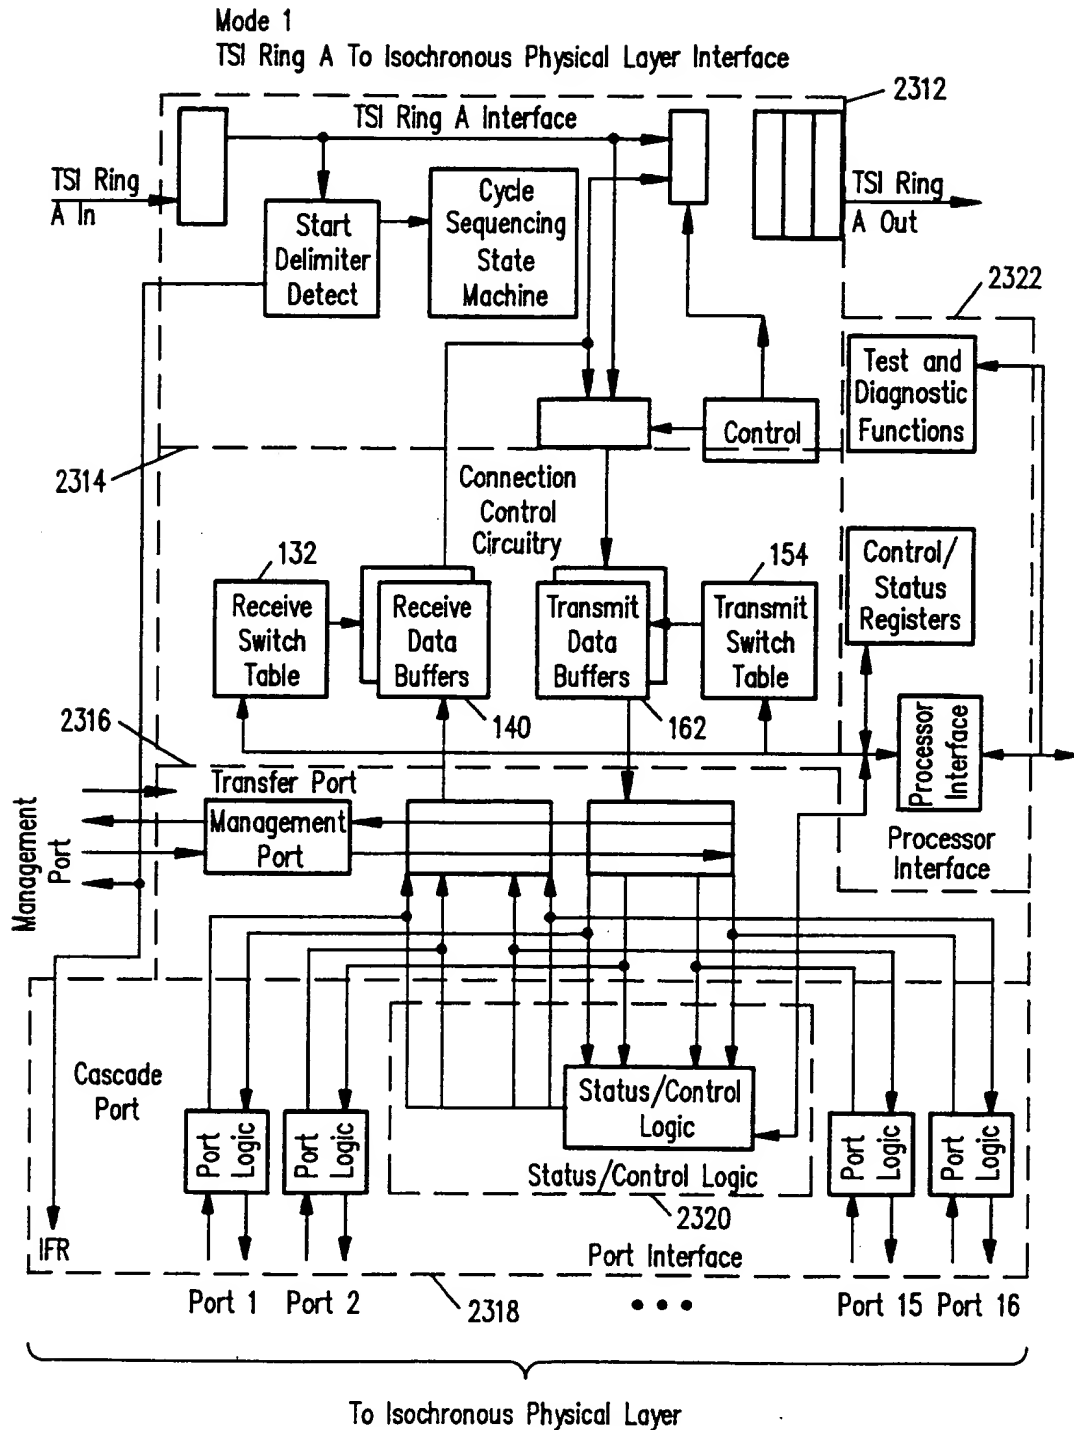 Mode 1
TSI Ring A To Isochronous Physical Layer Interface
2312
TSI Ring A Interface
TSI Ring
A In
Start
Delimiter
Detect
Cycle
Sequencing
State
Machine
TSI Ring
A Out
2322
Test and
Diagnostic
Functions
Control
2314
Connection
Control
Circuitry
132
154
Receive
Switch
Table
Receive
Data
Buffers
Transmit
Data
Buffers
Transmit
Switch
Table
Control/
Status
Registers
140
162
2316
Processor
Interface
Transfer Port
Management
Port
Management
Port
Processor
Interface
Cascade
Port
Port
Logic
Port
Logic
Status/Control
Logic
Port
Logic
Port
Logic
Status/Control Logic
2320
IFR
Port Interface
Port 1
Port 2
2318
• • •
Port 15
Port 16
To Isochronous Physical Layer